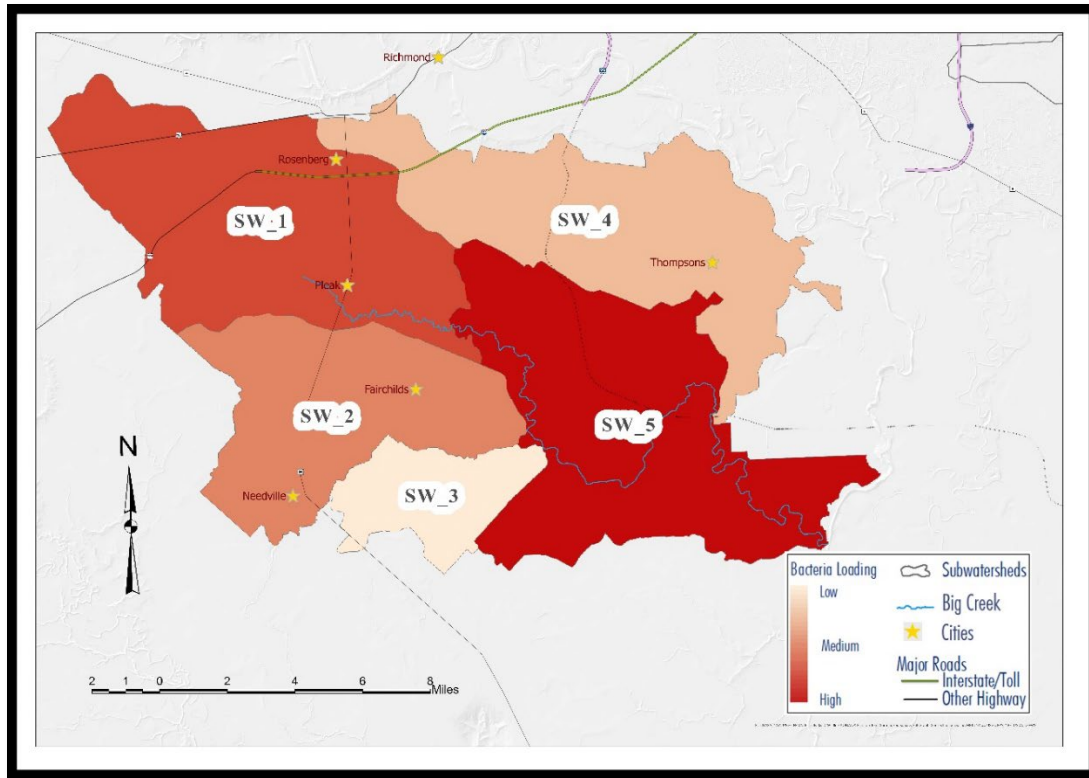 Richmond
Rosenberg
SW_1
SW_4
Thompsons
Pleak
Fairchilds
SW_2
SW_5
N
Needville
SW_3
Bacteria Loading
Low
Medium
High
Subwatersheds
Big Creek
Cities
Major Roads
Interstate/Toll
Other Highway
2 1 0 2 4 6 8 Miles